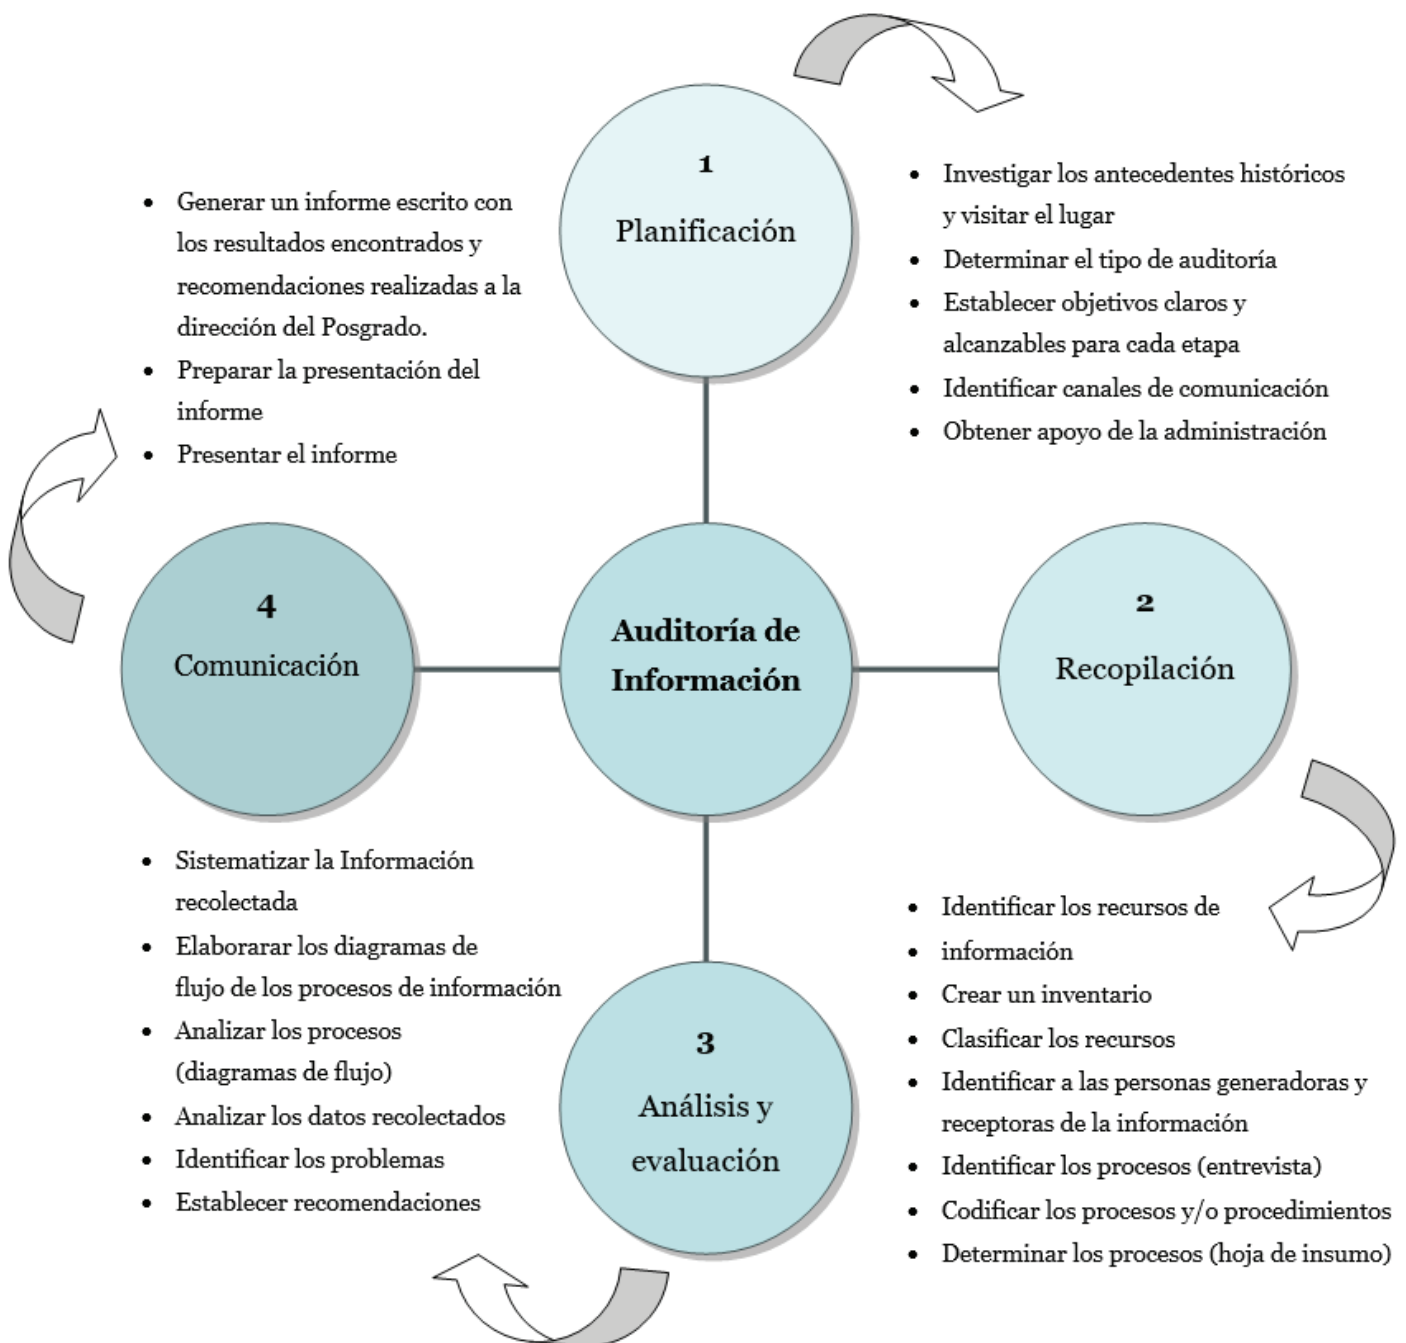 1
Planificación
• Investigar los antecedentes históricos
y visitar el lugar
• Determinar el tipo de auditoría
• Establecer objetivos claros y
alcanzables para cada etapa
• Identificar canales de comunicación
• Obtener apoyo de la administración
Auditoría de
Información
2
Recopilación
• Identificar los recursos de
• información
• Crear un inventario
• Clasificar los recursos
• Identificar a las personas generadoras y
receptoras de la información
• Identificar los procesos (entrevista)
• Codificar los procesos y/o procedimientos
• Determinar los procesos (hoja de insumo)
3
Análisis y
evaluación
• Sistematizar la Información
recolectada
• Elaborarar los diagramas de
flujo de los procesos de información
• Analizar los procesos
(diagramas de flujo)
• Analizar los datos recolectados
• Identificar los problemas
• Establecer recomendaciones
4
Comunicación
• Generar un informe escrito con
los resultados encontrados y
recomendaciones realizadas a la
dirección del Posgrado.
• Preparar la presentación del
informe
• Presentar el informe